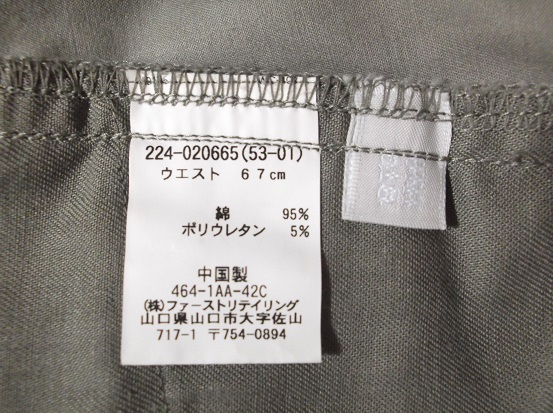 224-020665(53-01)
ウエスト 67cm
綿 95%
ポリウレタン 5%
中国製
464-1AA-42C
(株)ファーストリテイリング
山口県山口市大字佐山
717-1 〒754-0894